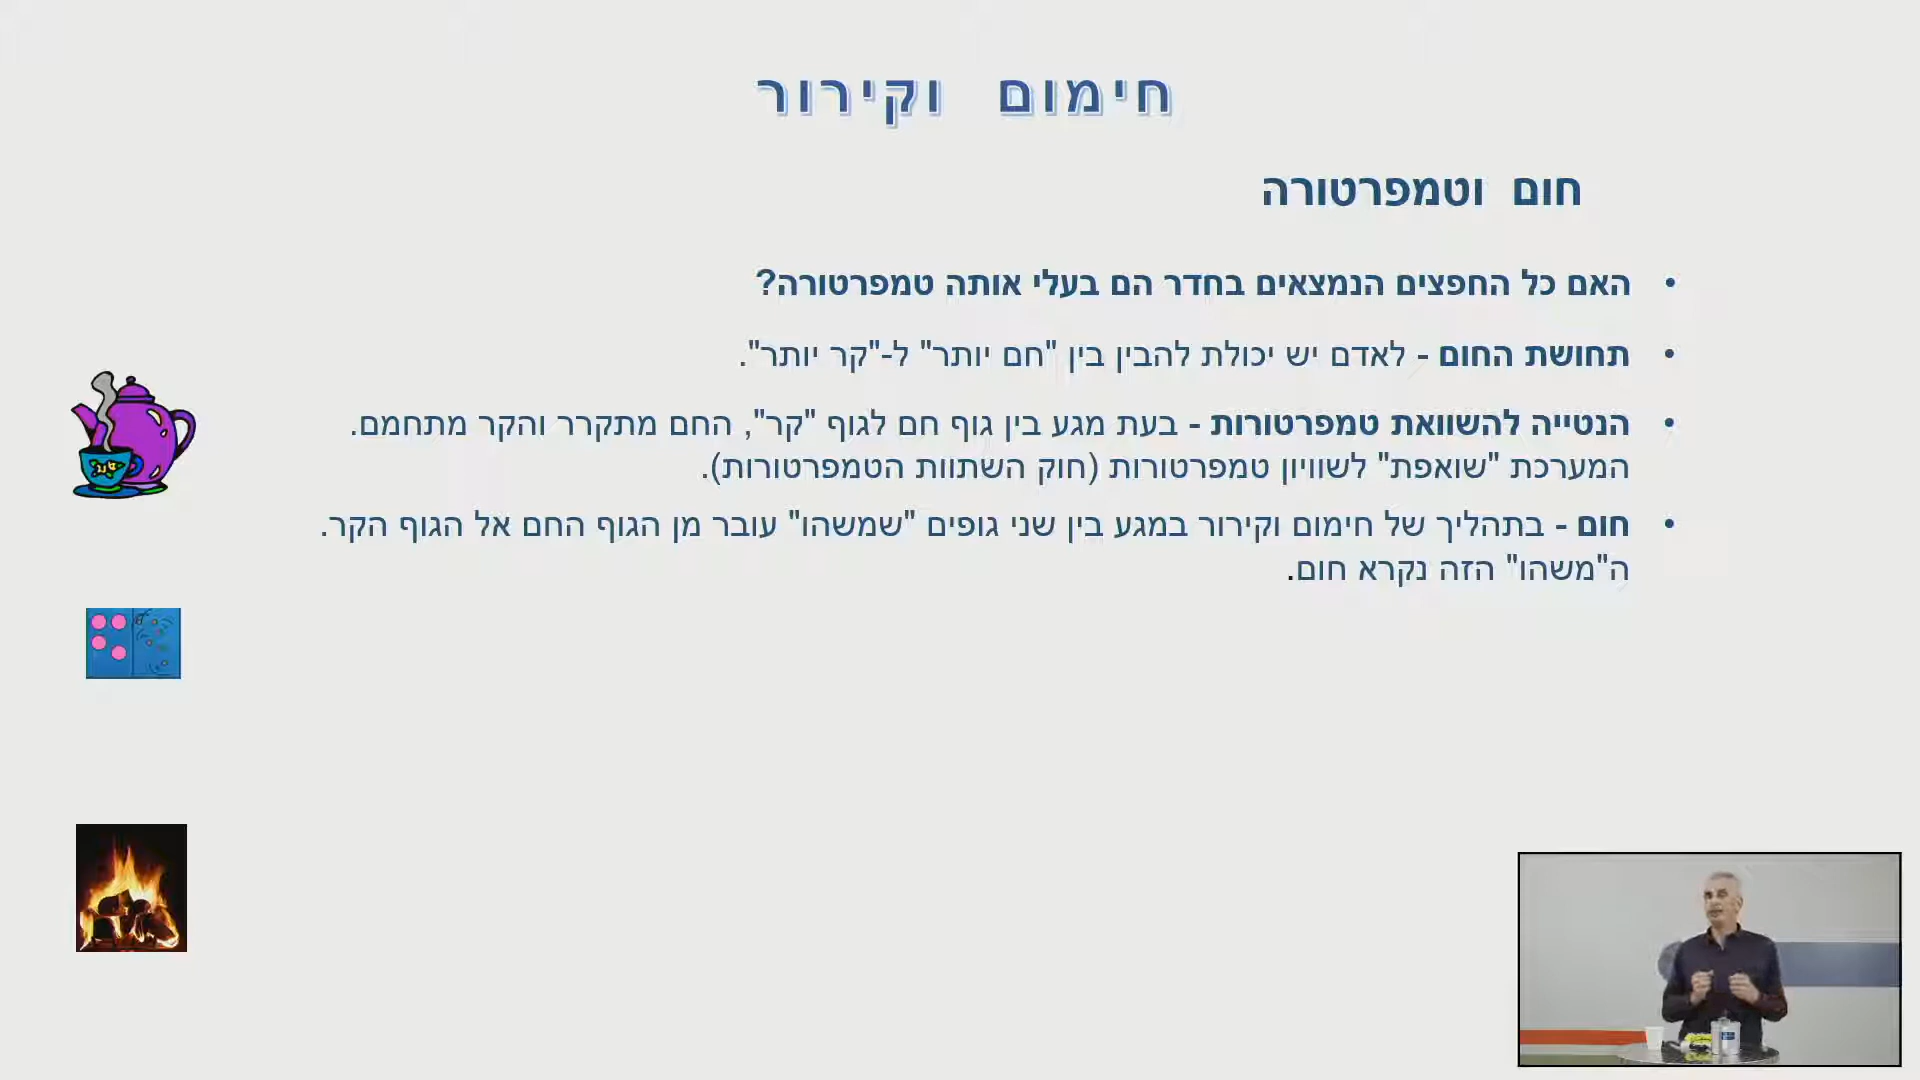 חימום וקירור
חום וטמפרטורה
• האם כל החפצים הנמצאים בחדר הם בעלי אותה טמפרטורה?
• תחושת החום - לאדם יש יכולת להבין בין "חם יותר" ל-"קר יותר".
• הנטייה להשוואת טמפרטורות - בעת מגע בין גוף חם לגוף "קר", החם מתקרר והקר מתחמם.
המערכת "שואפת" לשוויון טמפרטורות (חוק השתוות הטמפרטורות).
• חום - בתהליך של חימום וקירור במגע בין שני גופים "שמשהו" עובר מן הגוף החם אל הגוף הקר.
ה"משהו" הזה נקרא חום.